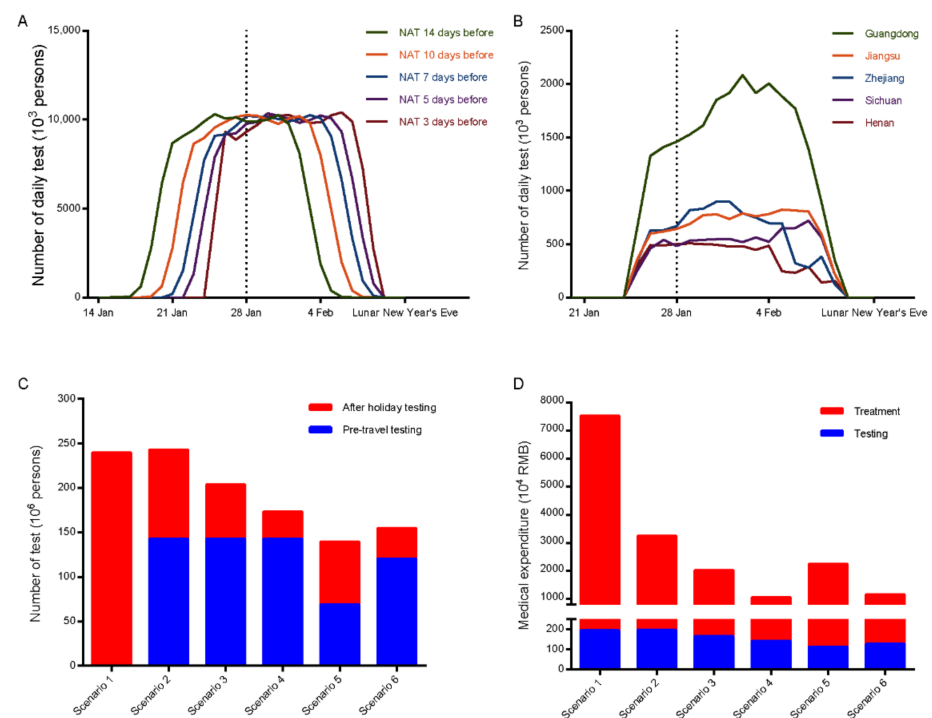 A
Number of daily test (10³ persons)
15,000
10,000
5000
0
14 Jan
21 Jan
28 Jan
4 Feb
Lunar New Year's Eve
NAT 14 days before
NAT 10 days before
NAT 7 days before
NAT 5 days before
NAT 3 days before
B
Number of daily test (10³ persons)
2500
2000
1500
1000
500
0
21 Jan
28 Jan
4 Feb
Lunar New Year's Eve
Guangdong
Jiangsu
Zhejiang
Sichuan
Henan
C
Number of test (10⁶ persons)
300
250
200
150
100
50
0
Scenario 1
Scenario 2
Scenario 3
Scenario 4
Scenario 5
Scenario 6
After holiday testing
Pre-travel testing
D
Medical expenditure (10⁴ RMB)
8000
7000
6000
5000
4000
3000
2000
1000
200
100
0
Scenario 1
Scenario 2
Scenario 3
Scenario 4
Scenario 5
Scenario 6
Treatment
Testing